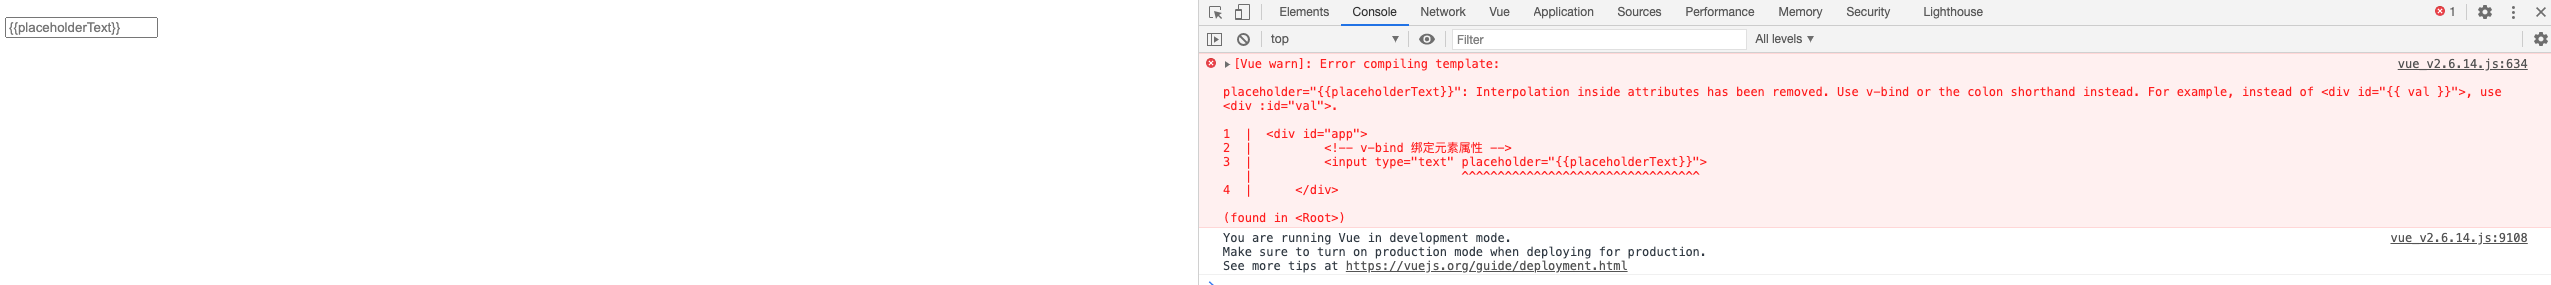 {{placeholderText}}
Elements Console Network Vue Application Sources Performance Memory Security Lighthouse 1
top Filter All levels
[Vue warn]: Error compiling template: vue_v2.6.14.js:634
placeholder="{{placeholderText}}": Interpolation inside attributes has been removed. Use v-bind or the colon shorthand instead. For example, instead of <div id="{{ val }}">, use
<div :id="val">.
1 | <div id="app">
2 | <!-- v-bind 绑定元素属性 -->
3 | <input type="text" placeholder="{{placeholderText}}">
| ^^^^^^^^^^^^^^^^^^^^^^^^^^^^^^^^^
4 | </div>
(found in <Root>)
You are running Vue in development mode. vue_v2.6.14.js:9108
Make sure to turn on production mode when deploying for production.
See more tips at https://vuejs.org/guide/deployment.html